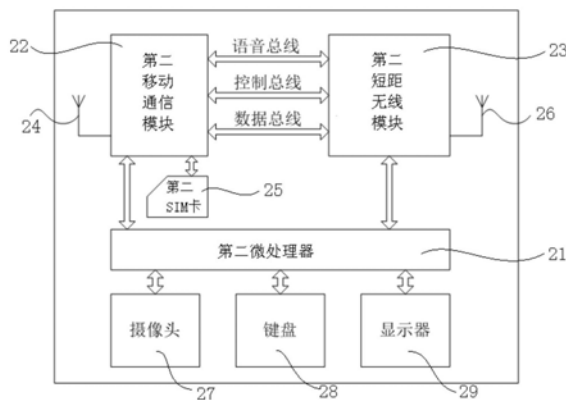 22
第二
移动
通信
模块
语音总线
控制总线
数据总线
第二
短距
无线
模块
23
24
26
第二
SIM卡
25
第二微处理器
21
摄像头
键盘
显示器
27
28
29